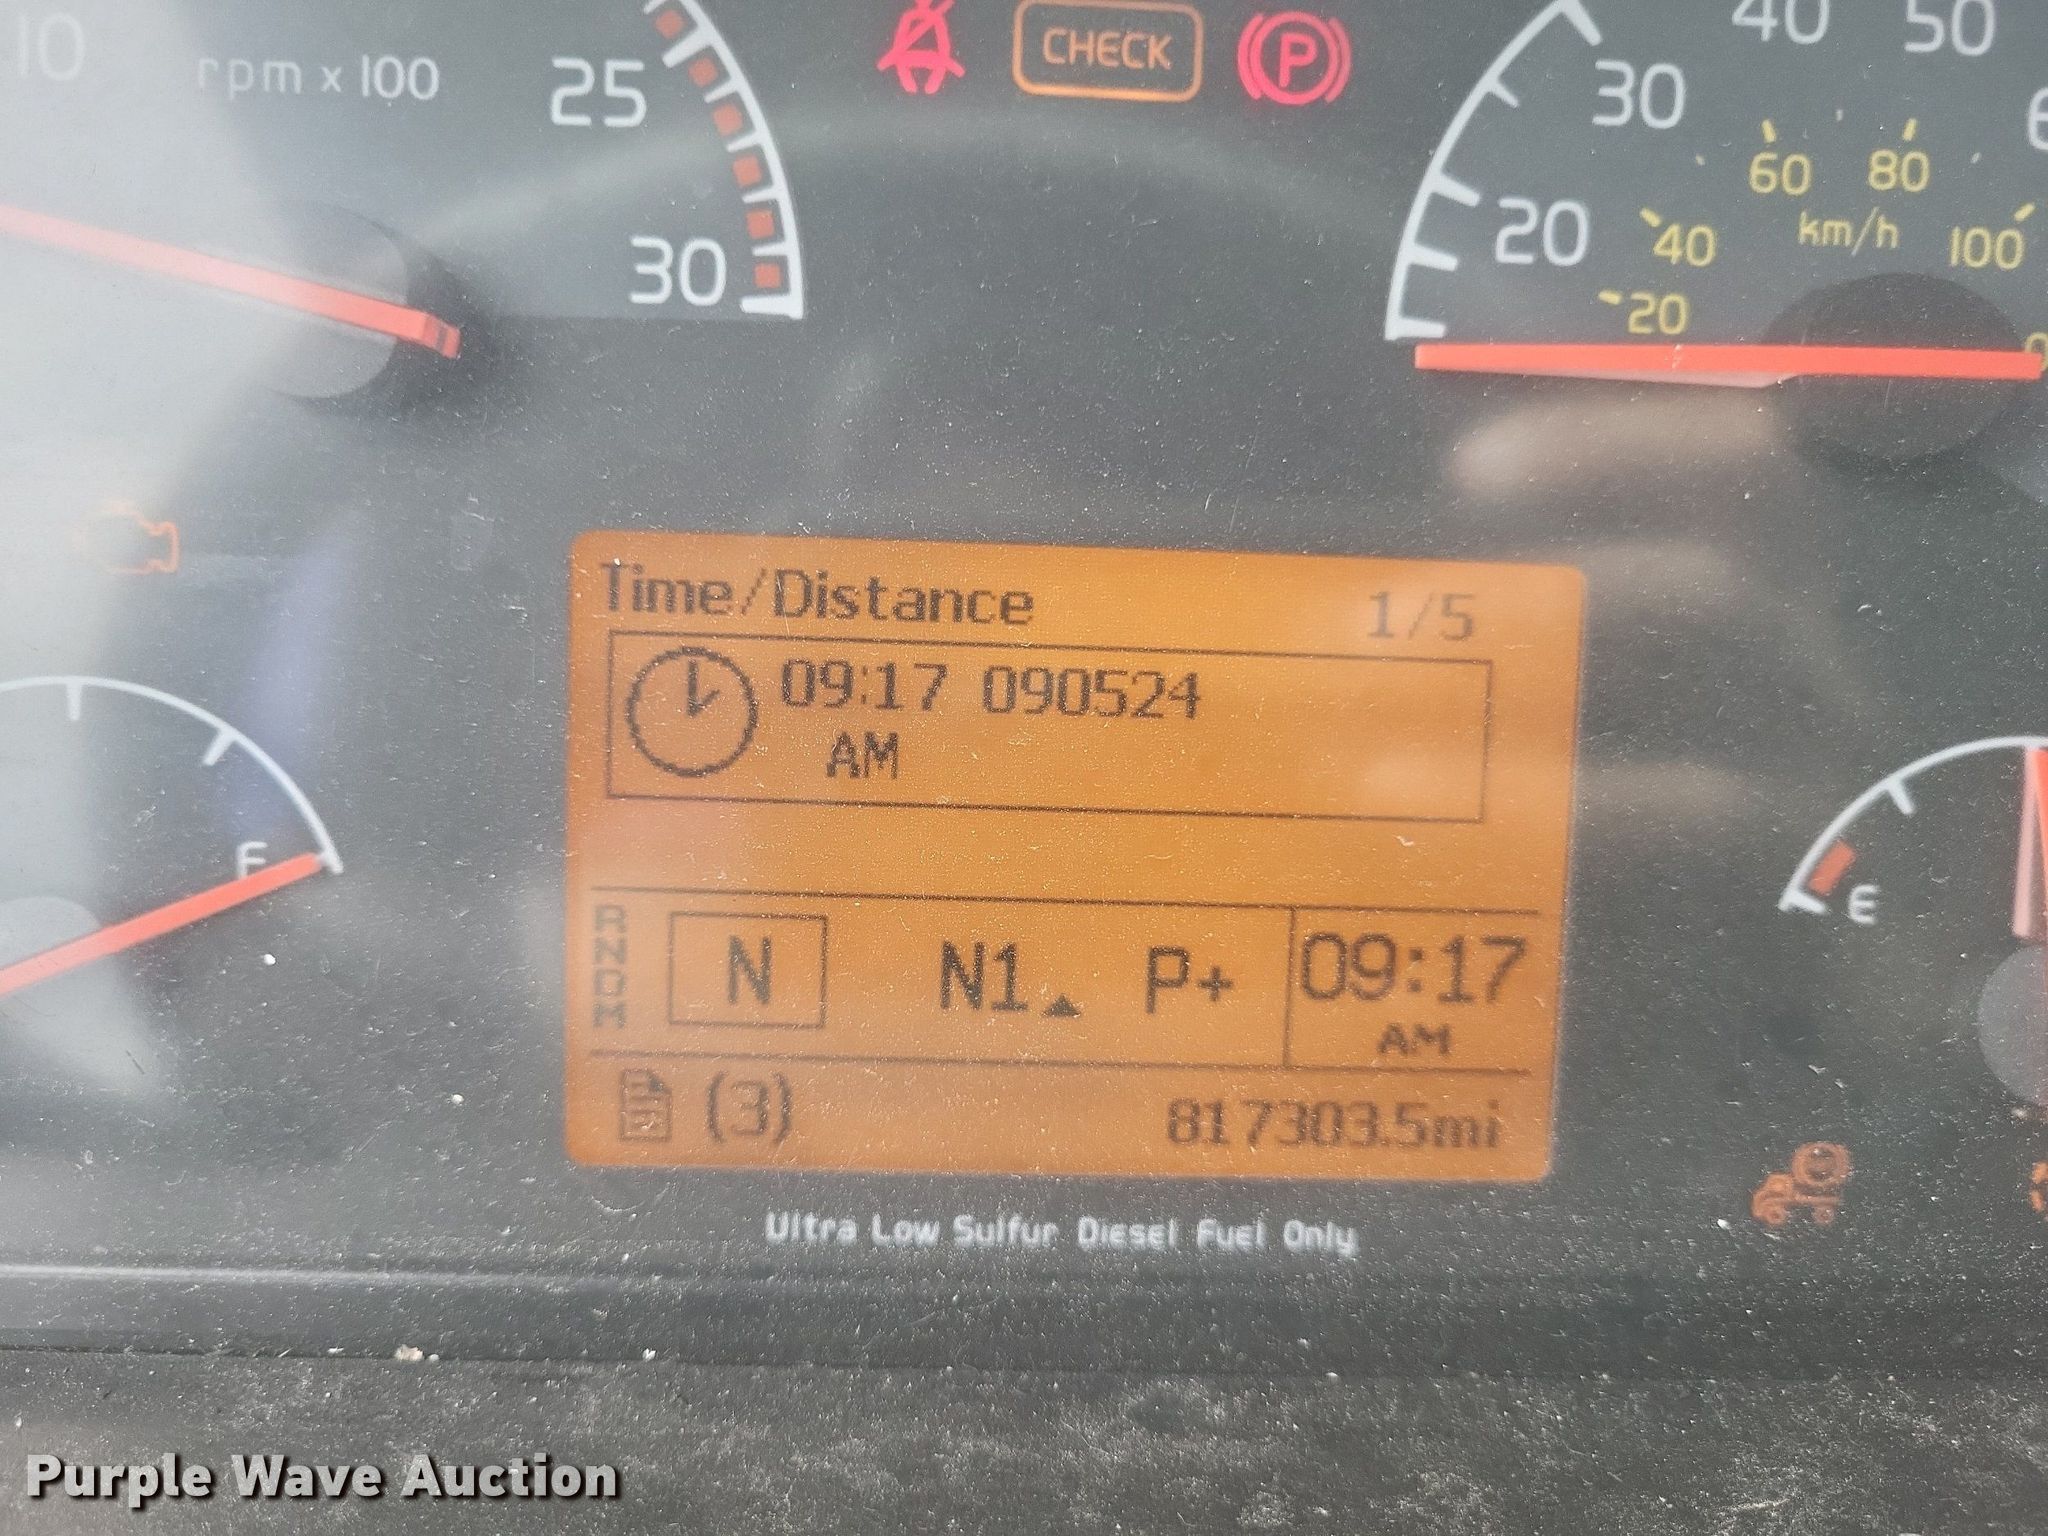 10
rpm x 100
25
30
CHECK
P
20
30
40
50
20
40
60
80
100
km/h
F
E
Time/Distance 1/5
09:17 090524
AM
RNDM
N N1 P+
09:17
AM
(3) 817303.5mi
Ultra Low Sulfur Diesel Fuel Only
Purple Wave Auction